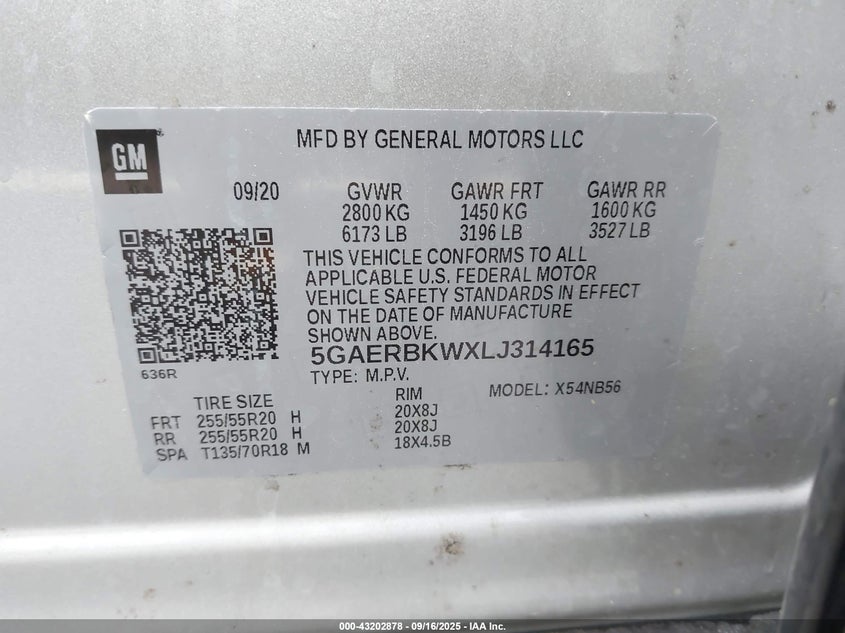 GM
MFD BY GENERAL MOTORS LLC
09/20 GVWR GAWR FRT GAWR RR
2800 KG 1450 KG 1600 KG
6173 LB 3196 LB 3527 LB
THIS VEHICLE CONFORMS TO ALL
APPLICABLE U.S. FEDERAL MOTOR
VEHICLE SAFETY STANDARDS IN EFFECT
ON THE DATE OF MANUFACTURE
SHOWN ABOVE.
5GAERBKWXLJ314165
636R
TYPE: M.P.V. MODEL: X54NB56
TIRE SIZE RIM
FRT 255/55R20 H 20X8J
RR 255/55R20 H 20X8J
SPA T135/70R18 M 18X4.5B
000-43202878 - 09/16/2025 - IAA Inc.